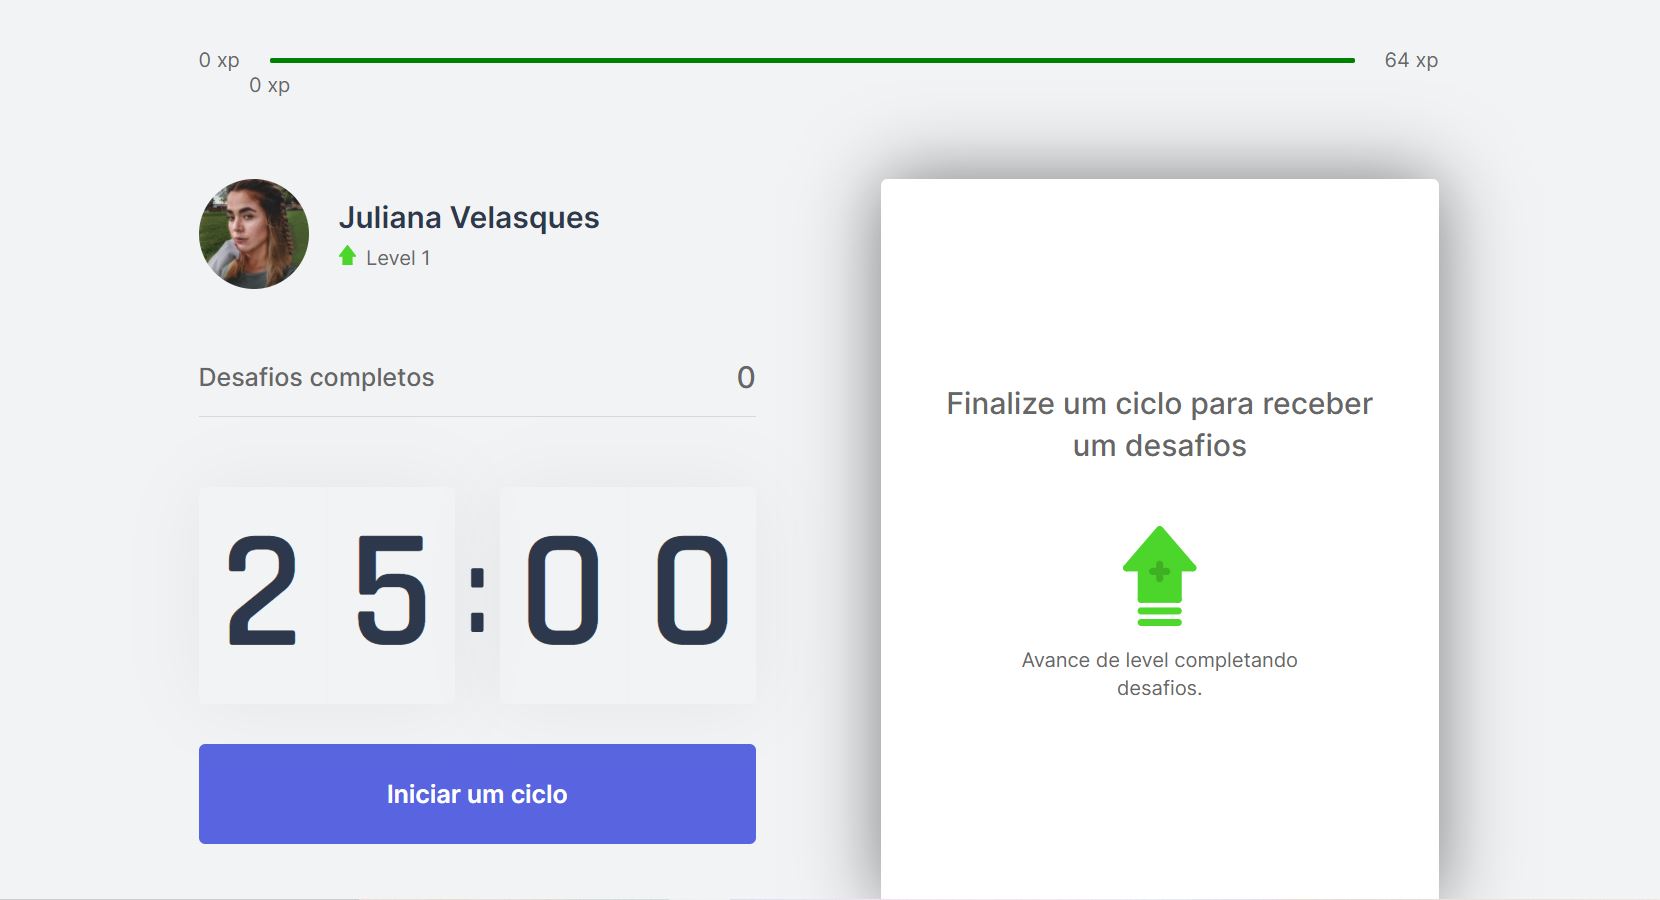 0 xp
64 xp
0 xp
Juliana Velasques
Level 1
Desafios completos
0
25:00
Iniciar um ciclo
Finalize um ciclo para receber
um desafios
Avance de level completando
desafios.